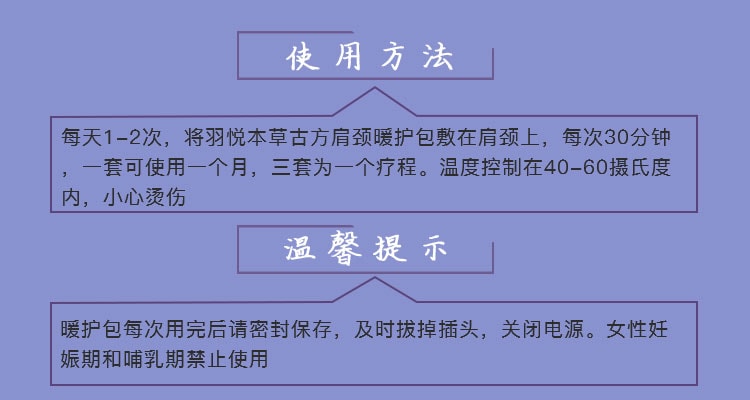 使用方法
每天1-2次，将羽悦本草古方肩颈暖护包敷在肩颈上，每次30分钟
，一套可使用一个月，三套为一个疗程。温度控制在40-60摄氏度
内，小心烫伤
温馨提示
暖护包每次用完后请密封保存，及时拔掉插头，关闭电源。女性妊
娠期和哺乳期禁止使用